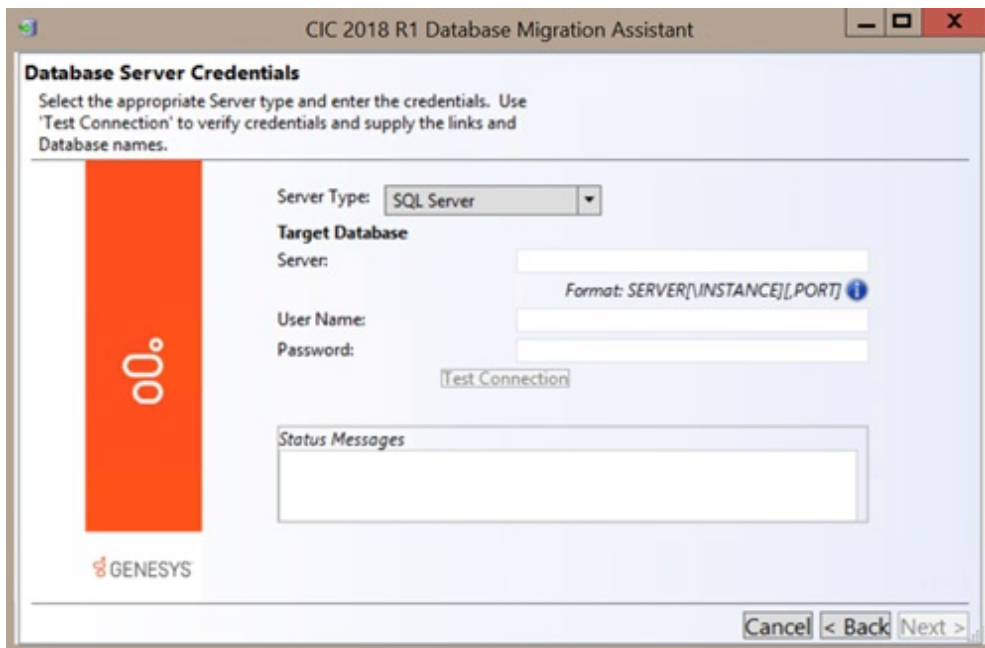 CIC 2018 R1 Database Migration Assistant
Database Server Credentials
Select the appropriate Server type and enter the credentials. Use
'Test Connection' to verify credentials and supply the links and
Database names.
Server Type: SQL Server
Target Database
Server:
Format: SERVER[\INSTANCE][,PORT]
User Name:
Password:
Test Connection
Status Messages
GENESYS
Cancel < Back Next >